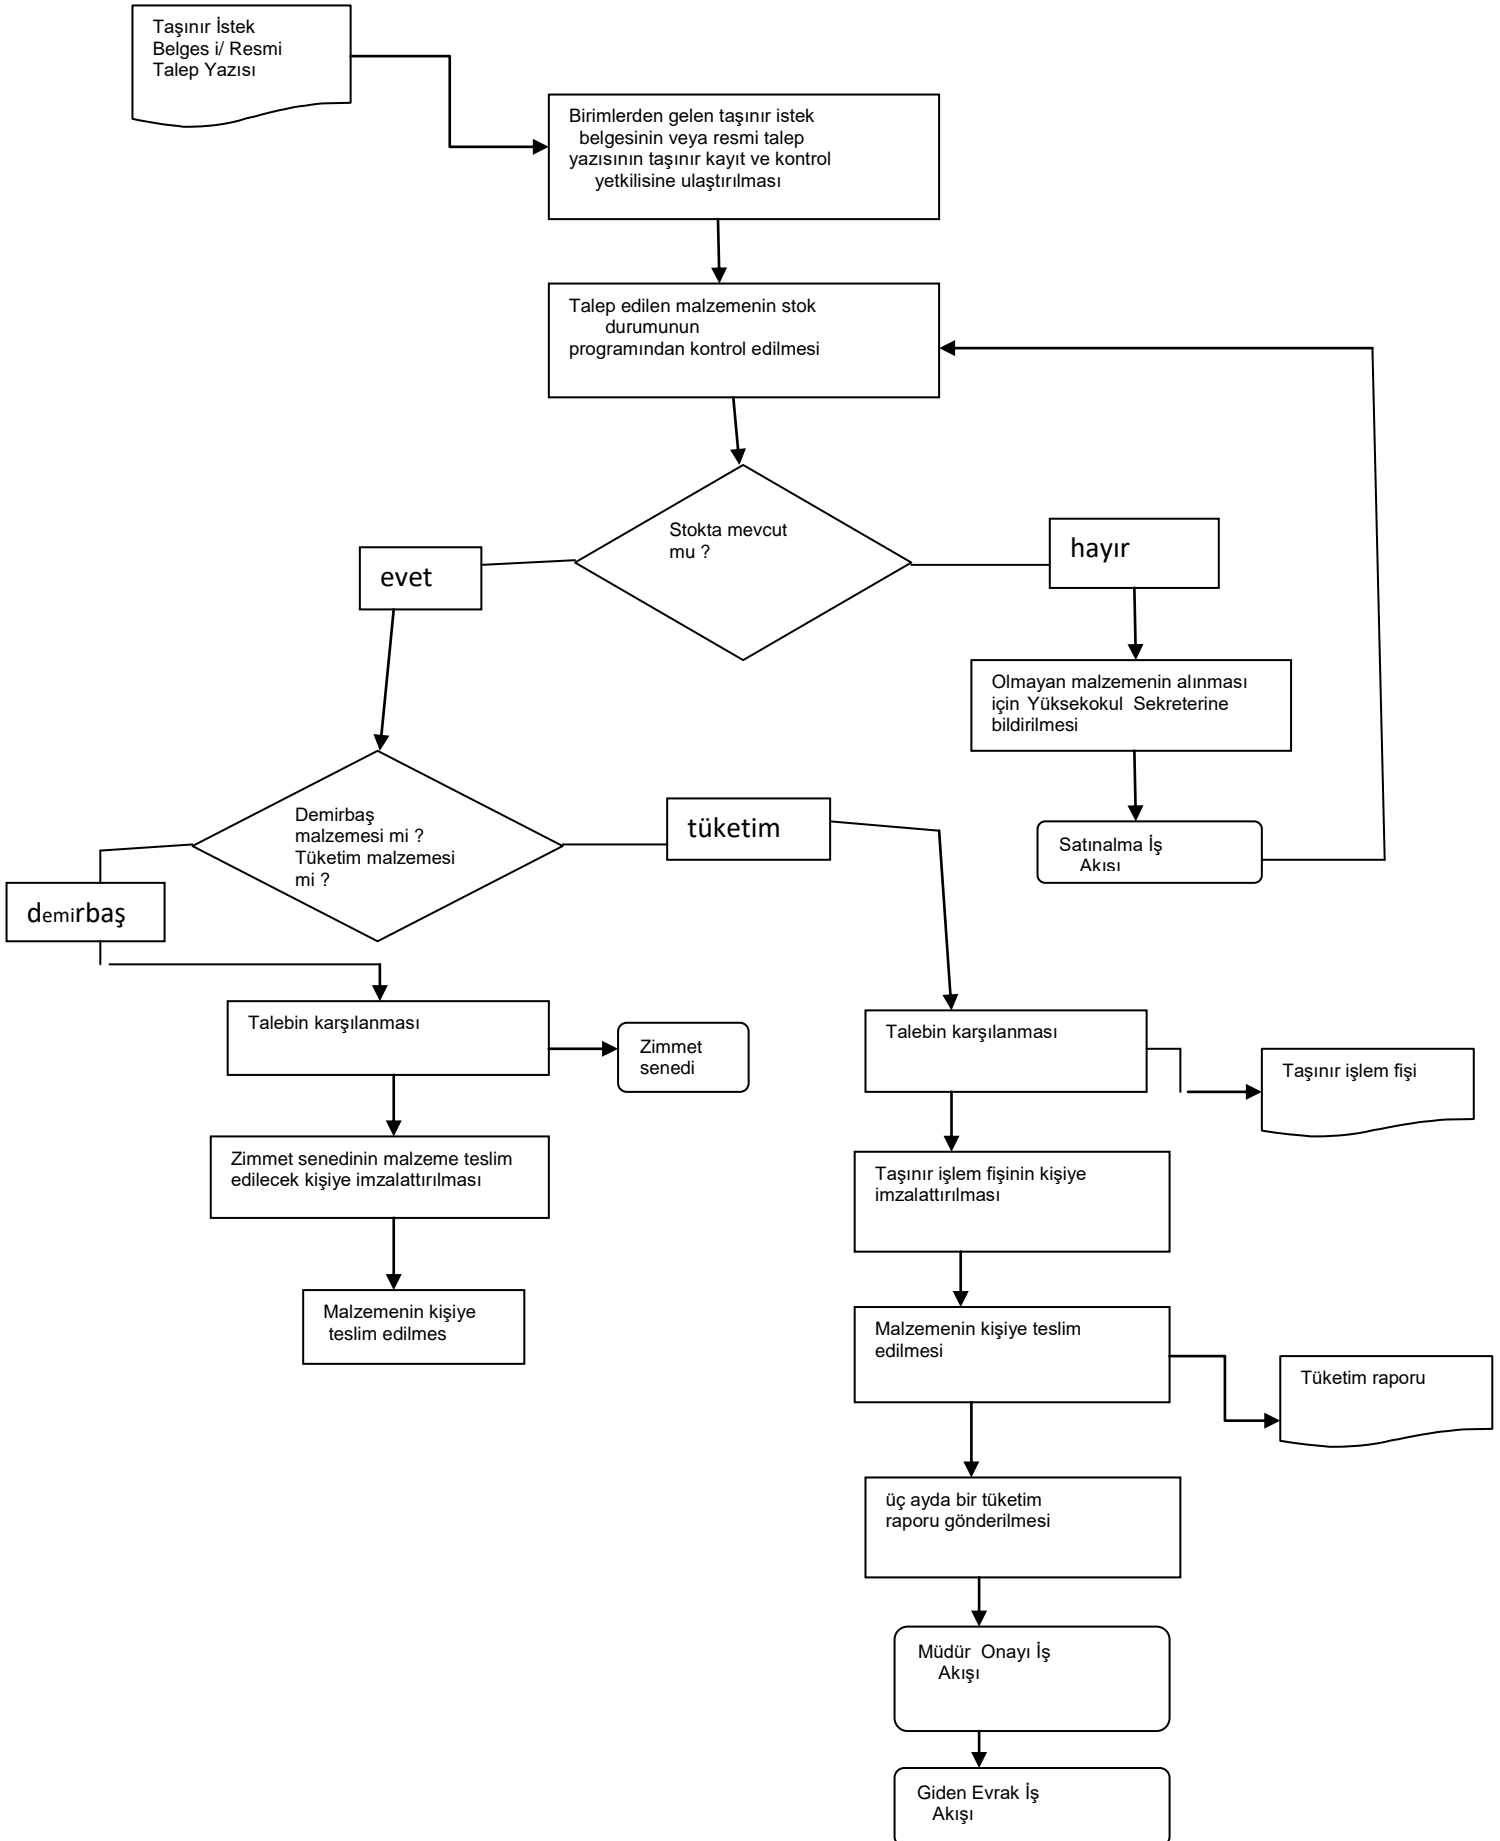 Taşınır İstek
Belges i/ Resmi
Talep Yazısı
Birimlerden gelen taşınır istek
belgesinin veya resmi talep
yazısının taşınır kayıt ve kontrol
yetkilisine ulaştırılması
Talep edilen malzemenin stok
durumunun
programından kontrol edilmesi
Stokta mevcut
mu ?
evet
hayır
Olmayan malzemenin alınması
için Yüksekokul Sekreterine
bildirilmesi
Satınalma İş
Akışı
Demirbaş
malzemesi mi ?
Tüketim malzemesi
mi ?
tüketim
demirbaş
Talebin karşılanması
Zimmet
senedi
Zimmet senedinin malzeme teslim
edilecek kişiye imzalattırılması
Malzemenin kişiye
teslim edilmes
Talebin karşılanması
Taşınır işlem fişi
Taşınır işlem fişinin kişiye
imzalattırılması
Malzemenin kişiye teslim
edilmesi
Tüketim raporu
üç ayda bir tüketim
raporu gönderilmesi
Müdür Onayı İş
Akışı
Giden Evrak İş
Akışı